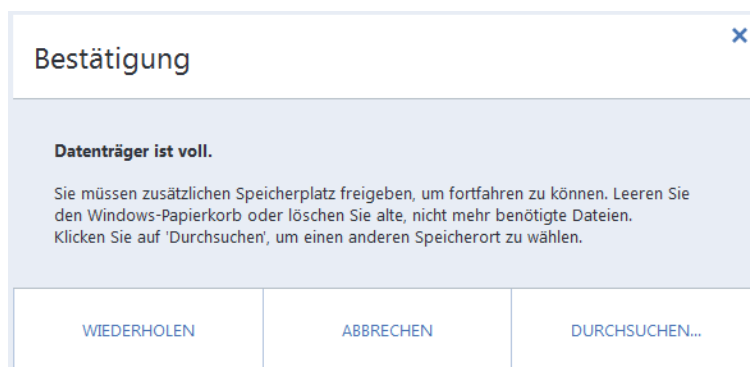 Bestätigung
Datenträger ist voll.
Sie müssen zusätzlichen Speicherplatz freigeben, um fortfahren zu können. Leeren Sie
den Windows-Papierkorb oder löschen Sie alte, nicht mehr benötigte Dateien.
Klicken Sie auf 'Durchsuchen', um einen anderen Speicherort zu wählen.
WIEDERHOLEN
ABBRECHEN
DURCHSUCHEN...